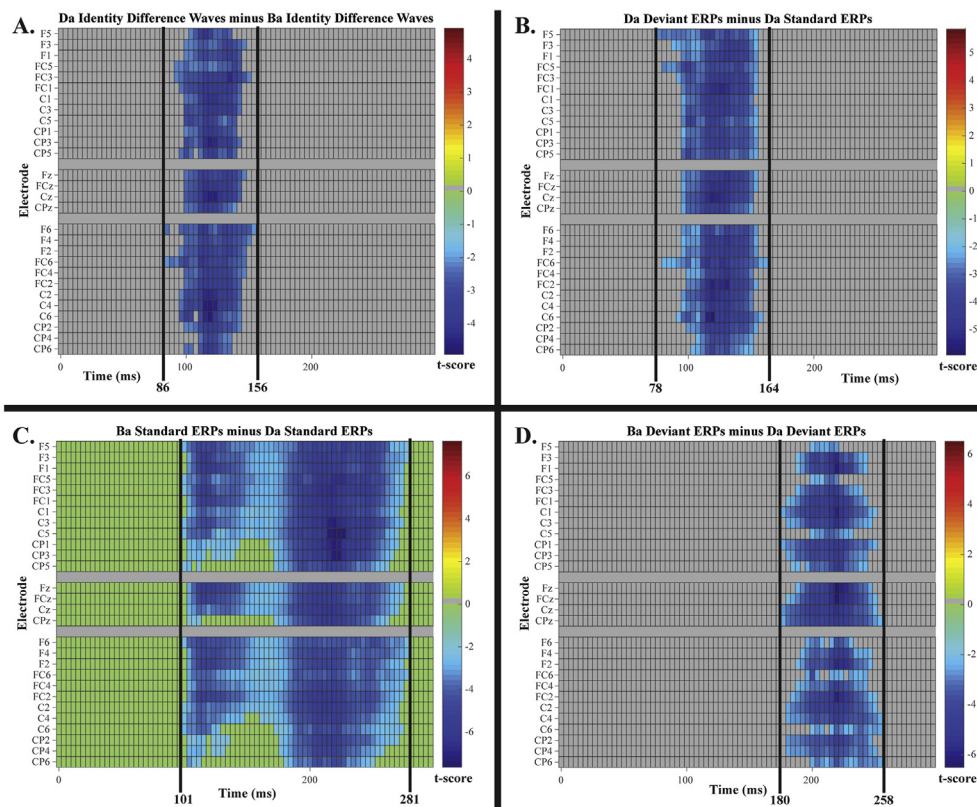 A.
Da Identity Difference Waves minus Ba Identity Difference Waves
F5
F3
F1
FC5
FC3
FC1
C1
C3
C5
CP1
CP3
CP5
Fz
FCz
Cz
CPz
F6
F4
F2
FC6
FC4
FC2
C2
C4
C6
CP2
CP4
CP6
Electrode
4
3
2
1
0
-1
-2
-3
-4
t-score
0
100
200
Time (ms)
86
156
B.
Da Deviant ERPs minus Da Standard ERPs
F5
F3
F1
FC5
FC3
FC1
C1
C3
C5
CP1
CP3
CP5
Fz
FCz
Cz
CPz
F6
F4
F2
FC6
FC4
FC2
C2
C4
C6
CP2
CP4
CP6
Electrode
5
4
3
2
1
0
-1
-2
-3
-4
-5
t-score
0
100
200
Time (ms)
78
164
C.
Ba Standard ERPs minus Da Standard ERPs
F5
F3
F1
FC5
FC3
FC1
C1
C3
C5
CP1
CP3
CP5
Fz
FCz
Cz
CPz
F6
F4
F2
FC6
FC4
FC2
C2
C4
C6
CP2
CP4
CP6
Electrode
6
4
2
0
-2
-4
-6
t-score
0
200
Time (ms)
101
281
D.
Ba Deviant ERPs minus Da Deviant ERPs
F5
F3
F1
FC5
FC3
FC1
C1
C3
C5
CP1
CP3
CP5
Fz
FCz
Cz
CPz
F6
F4
F2
FC6
FC4
FC2
C2
C4
C6
CP2
CP4
CP6
Electrode
6
4
2
0
-2
-4
-6
t-score
0
100
200
Time (ms)
180
258